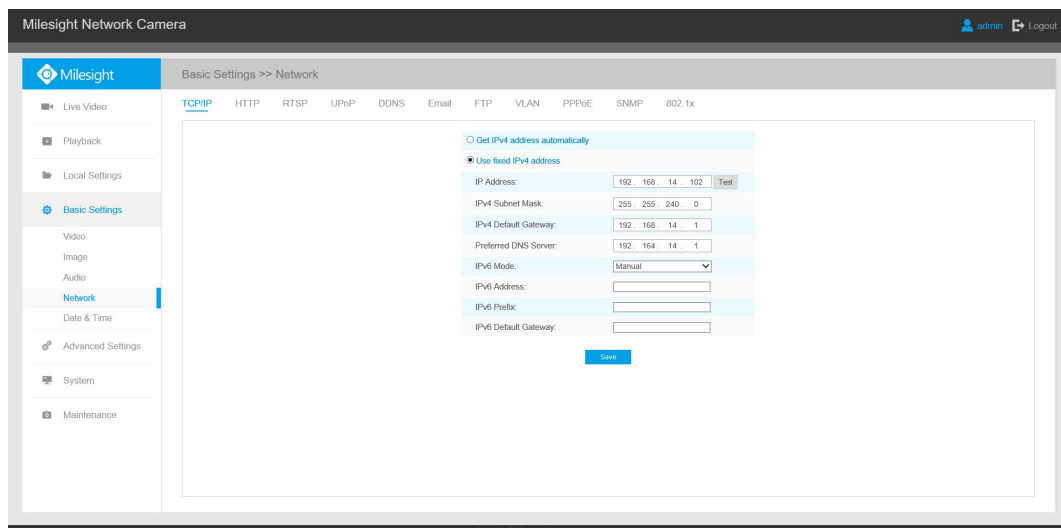 Milesight Network Camera
admin Logout
Milesight
Basic Settings >> Network
Live Video
Playback
Local Settings
Basic Settings
Video
Image
Audio
Network
Date & Time
Advanced Settings
System
Maintenance
TCP/IP HTTP RTSP UPnP DDNS Email FTP VLAN PPPoE SNMP 802.1x
Get IPv4 address automatically
Use fixed IPv4 address
IP Address: 192 . 168 . 14 . 102 Test
IPv4 Subnet Mask: 255 . 255 . 240 . 0
IPv4 Default Gateway: 192 . 168 . 14 . 1
Preferred DNS Server: 192 . 164 . 14 . 1
IPv6 Mode: Manual
IPv6 Address:
IPv6 Prefix:
IPv6 Default Gateway:
Save